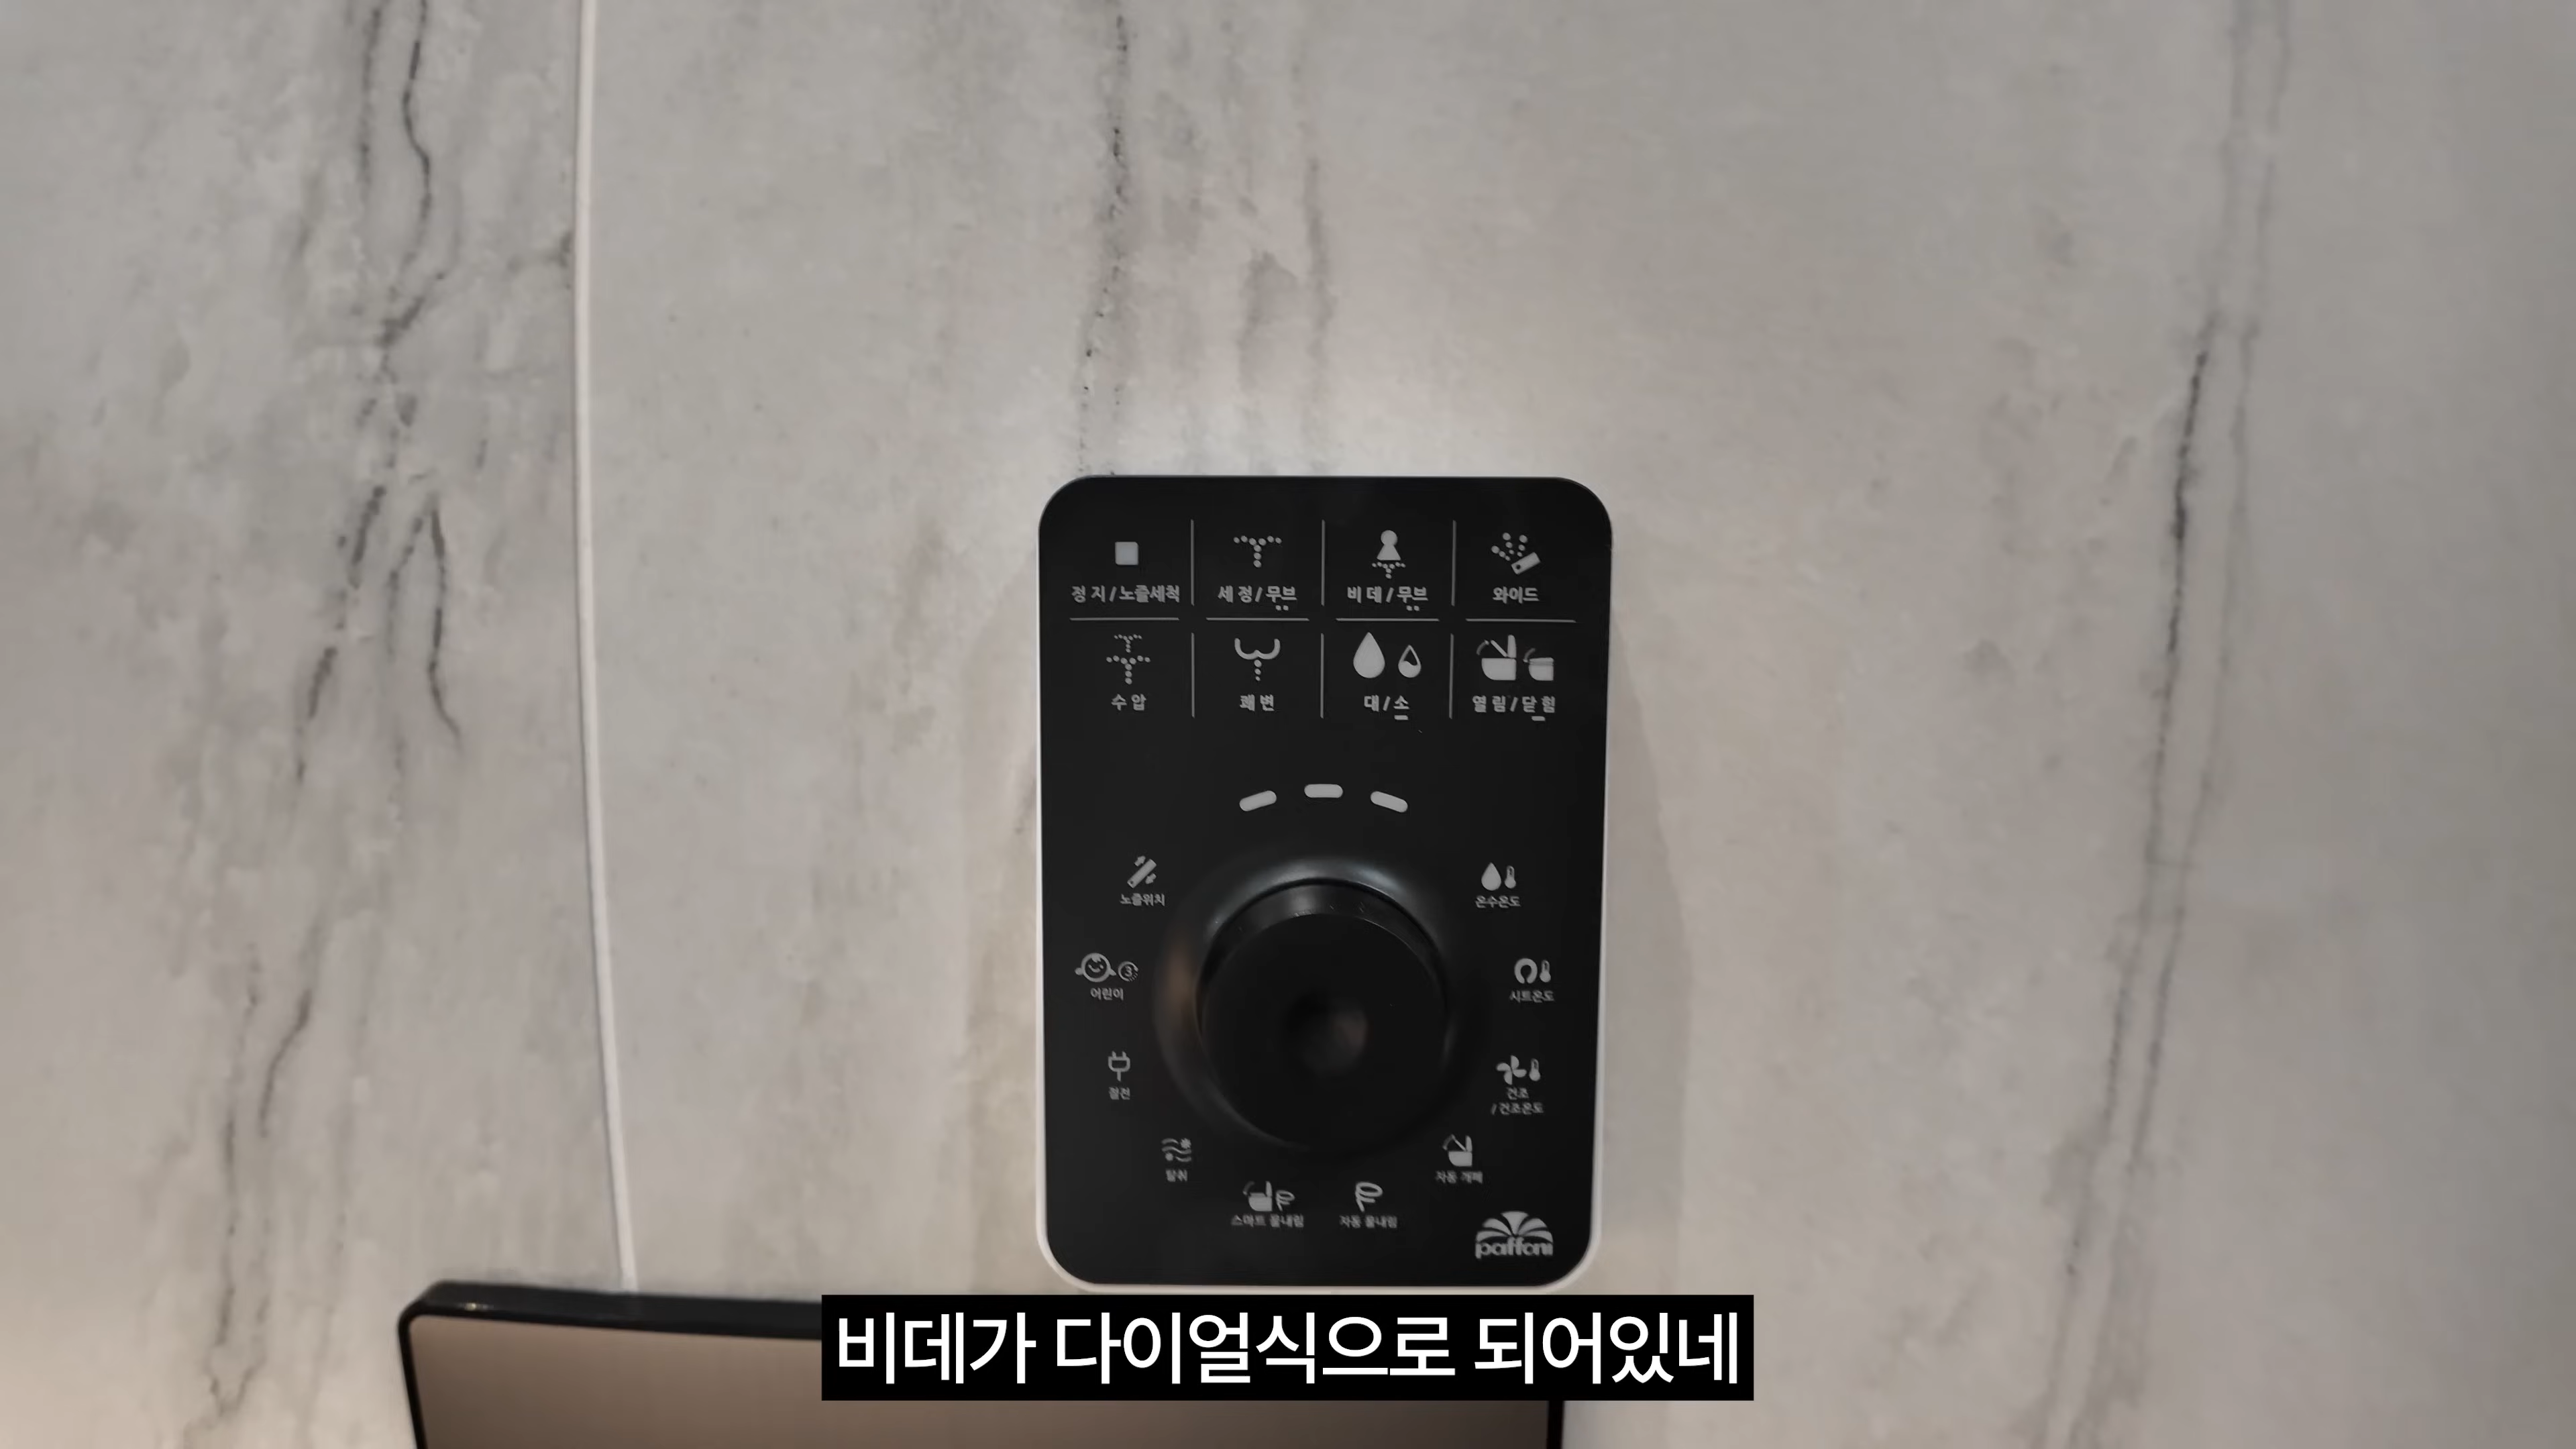 정지/노즐세척
세정/무브
비데/무브
와이드
수압
쾌변
대/소
열림/닫힘
노즐위치
온수온도
3
어린이
시트온도
절전
건조
/건조온도
탈취
자동 개폐
스마트 물내림
자동 물내림
paffoni
비데가 다이얼식으로 되어있네